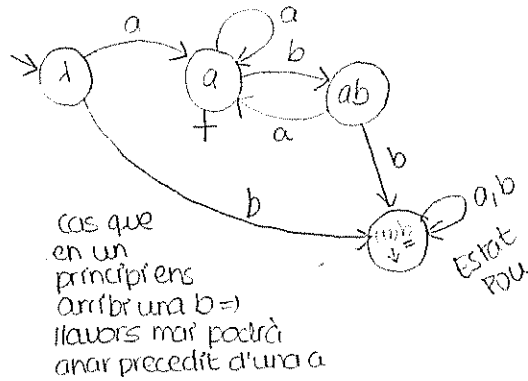 a
a
λ
a
b
ab
+
a
b
b
a,b
Estat
pou
cas que
en un
principi ens
arribi una b =>
llavors mai podrà
anar precedit d'una a